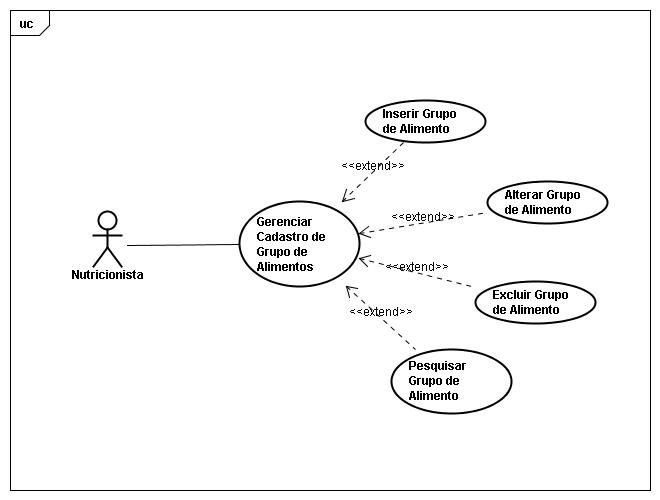 uc
Inserir Grupo
de Alimento
<<extend>>
Alterar Grupo
de Alimento
<<extend>>
Gerenciar
Cadastro de
Grupo de
Alimentos
Nutricionista
<<extend>>
Excluir Grupo
de Alimento
<<extend>>
Pesquisar
Grupo de
Alimento